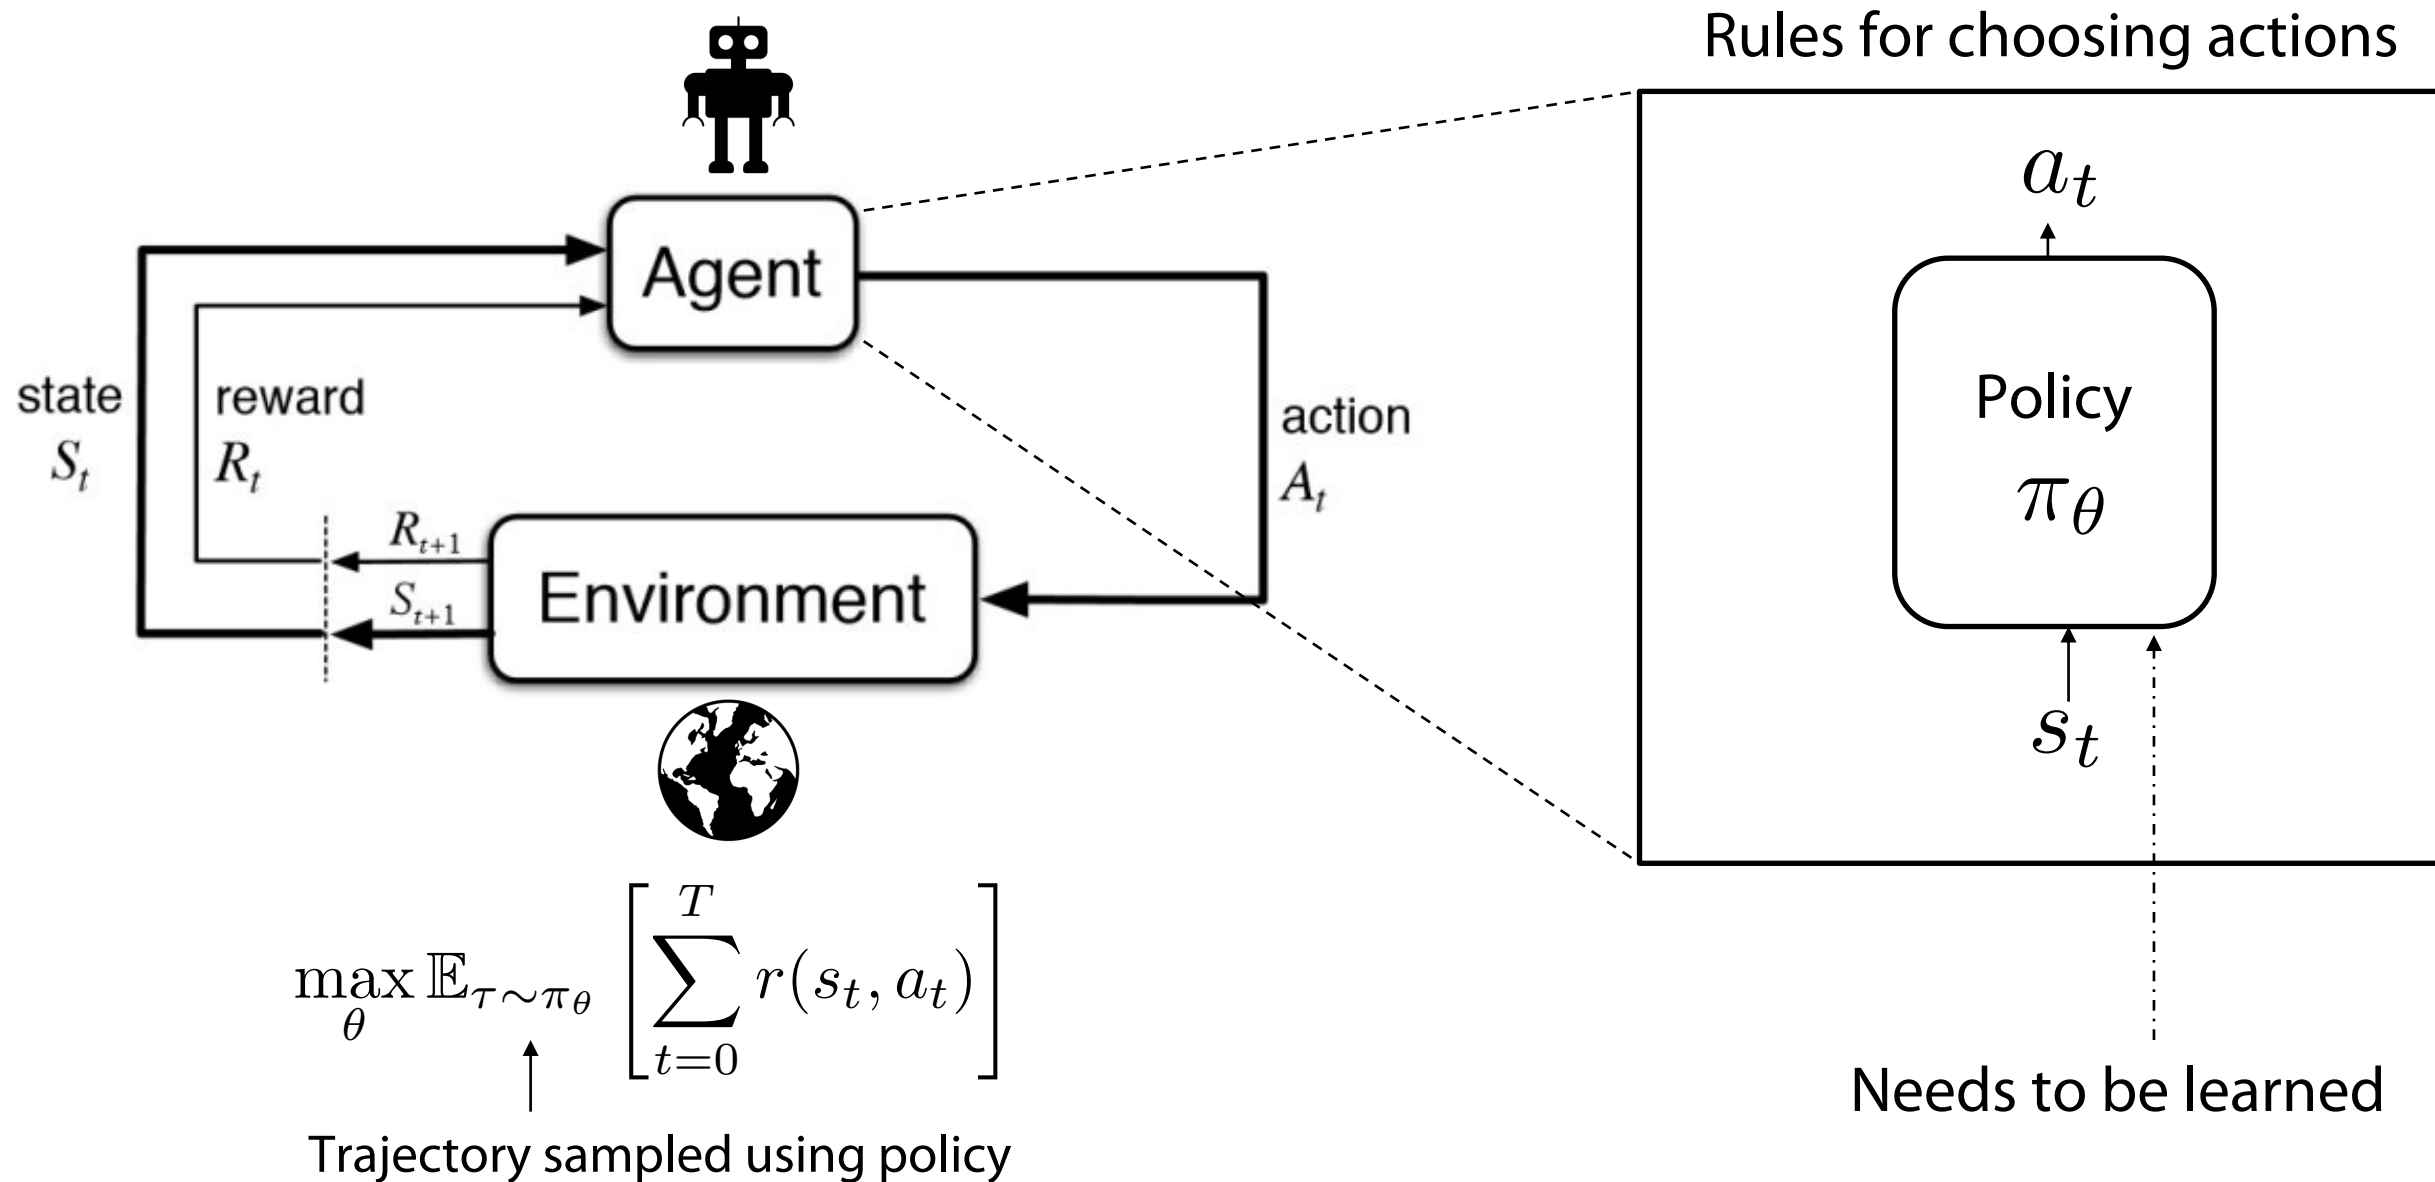 Rules for choosing actions
Agent
state
S_t
reward
R_t
action
A_t
R_{t+1}
S_{t+1}
Environment
a_t
Policy
π_θ
s_t
max_θ 𝔼_{τ∼π_θ} [∑_{t=0}^{T} r(s_t, a_t)]
Trajectory sampled using policy
Needs to be learned